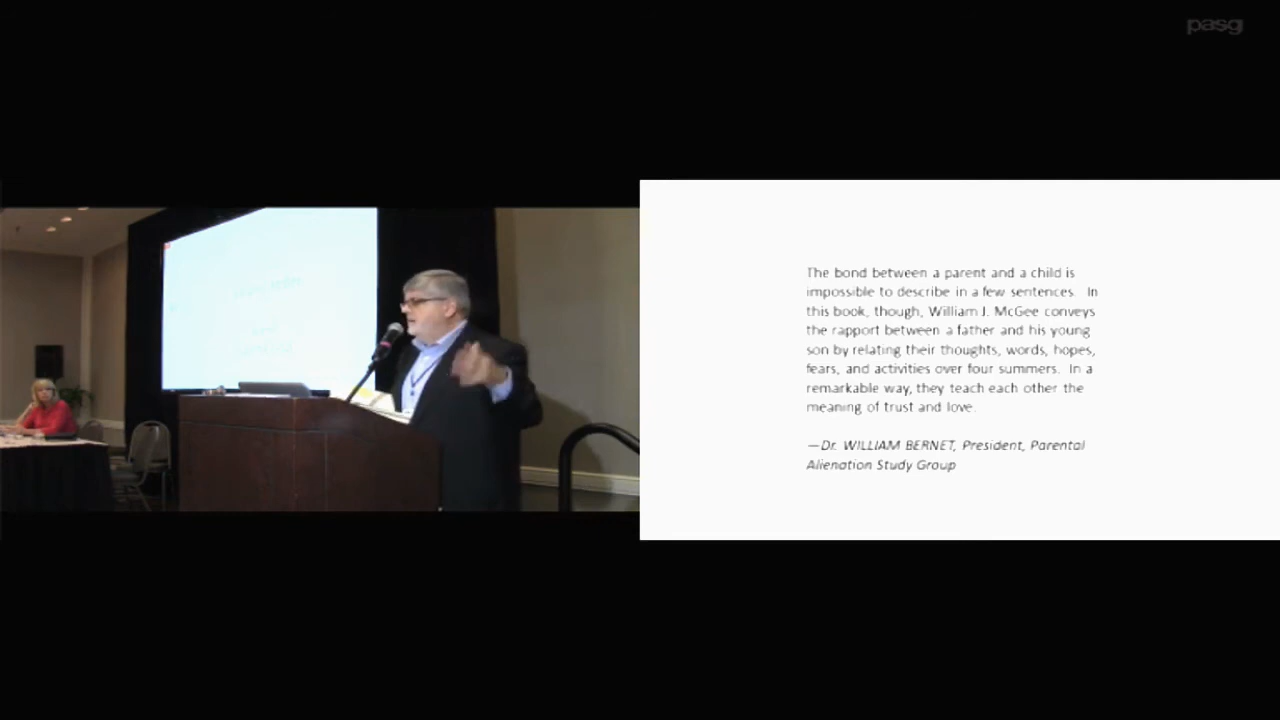 pasg
The bond between a parent and a child is
impossible to describe in a few sentences. In
this book, though, William J. McGee conveys
the rapport between a father and his young
son by relating their thoughts, words, hopes,
fears, and activities over four summers. In a
remarkable way, they teach each other the
meaning of trust and love.
—Dr. WILLIAM BERNET, President, Parental
Alienation Study Group